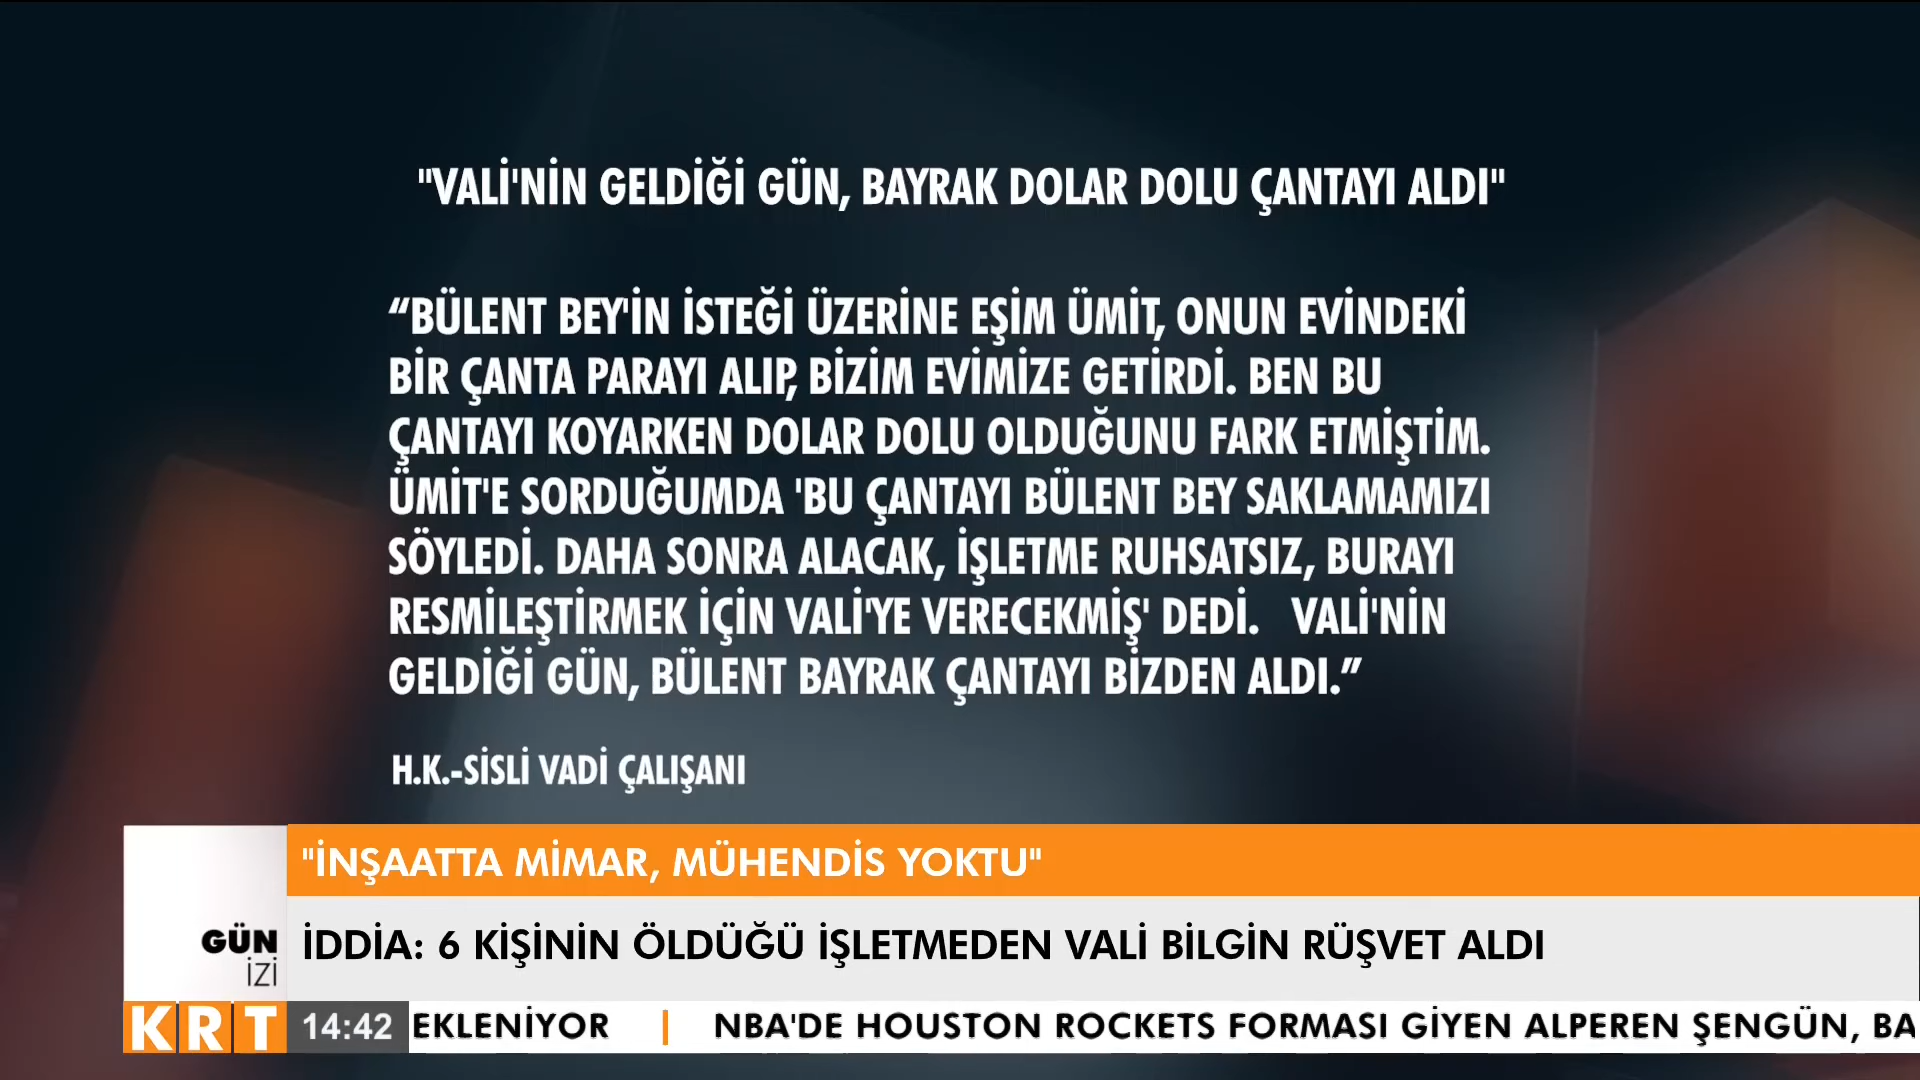 "VALİ'NİN GELDİĞİ GÜN, BAYRAK DOLAR DOLU ÇANTAYI ALDI"
“BÜLENT BEY'İN İSTEĞİ ÜZERİNE EŞİM ÜMİT, ONUN EVİNDEKİ
BİR ÇANTA PARAYI ALIP, BİZİM EVİMİZE GETİRDİ. BEN BU
ÇANTAYI KOYARKEN DOLAR DOLU OLDUĞUNU FARK ETMİŞTİM.
ÜMİT'E SORDUĞUMDA 'BU ÇANTAYI BÜLENT BEY SAKLAMAMIZI
SÖYLEDİ. DAHA SONRA ALACAK, İŞLETME RUHSATSIZ, BURAYI
RESMİLEŞTİRMEK İÇİN VALİ'YE VERECEKMİŞ' DEDİ. VALİ'NİN
GELDİĞİ GÜN, BÜLENT BAYRAK ÇANTAYI BİZDEN ALDI.”
H.K.-SİSLİ VADİ ÇALIŞANI
"İNŞAATTA MİMAR, MÜHENDİS YOKTU"
GÜN
İZİ
İDDİA: 6 KİŞİNİN ÖLDÜĞÜ İŞLETMEDEN VALİ BİLGİN RÜŞVET ALDI
KRT 14:42 EKLENİYOR | NBA'DE HOUSTON ROCKETS FORMASI GİYEN ALPEREN ŞENGÜN, BA